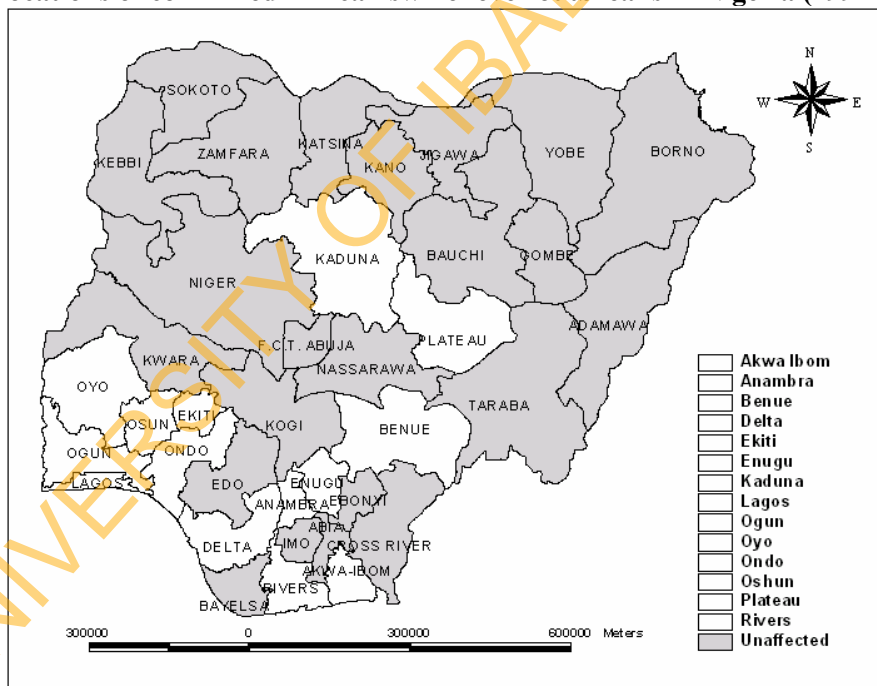 N
W E
S
SOKOTO
KEBBI
ZAMFARA
KATSINA
KANO
JIGAWA
YOBE
BORNO
KADUNA
BAUCHI
GOMBE
NIGER
ADAMAWA
PLATEAU
F.C.T. ABUJA
KWARA
NASSARAWA
OYO
TARABA
EKITI
OSUN
KOGI
BENUE
OGUN
ONDO
LAGOS
EDO
ENUGU
ANAMBRA
EBONYI
ABIA
DELTA
IMO
CROSS RIVER
AKWA-IBOM
RIVERS
BAYELSA
Akwa Ibom
Anambra
Benue
Delta
Ekiti
Enugu
Kaduna
Lagos
Ogun
Oyo
Ondo
Oshun
Plateau
Rivers
Unaffected
300000 0 300000 600000 Meters
UNIVERSITY OF IBA